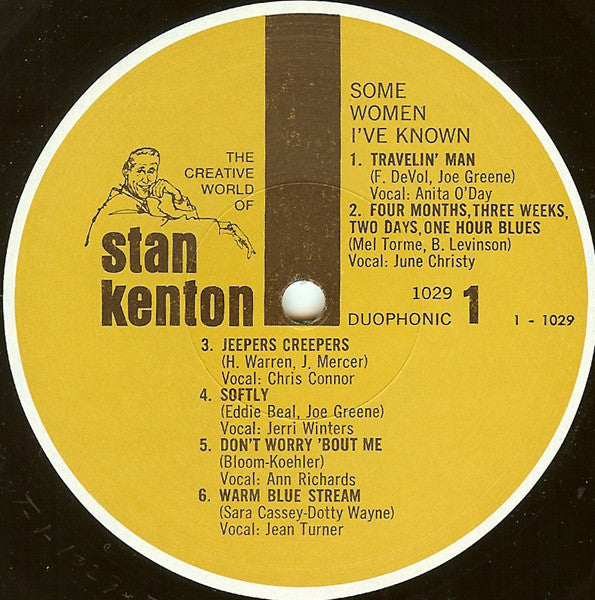 THE
CREATIVE
WORLD
OF
stan
kenton
SOME
WOMEN
I'VE KNOWN
1. TRAVELIN' MAN
(F. DeVol, Joe Greene)
Vocal: Anita O'Day
2. FOUR MONTHS, THREE WEEKS,
TWO DAYS, ONE HOUR BLUES
(Mel Torme, B. Levinson)
Vocal: June Christy
1029 1
DUOPHONIC
1 - 1029
3. JEEPERS CREEPERS
(H. Warren, J. Mercer)
Vocal: Chris Connor
4. SOFTLY
(Eddie Beal, Joe Greene)
Vocal: Jerri Winters
5. DON'T WORRY 'BOUT ME
(Bloom-Koehler)
Vocal: Ann Richards
6. WARM BLUE STREAM
(Sara Cassey-Dotty Wayne)
Vocal: Jean Turner